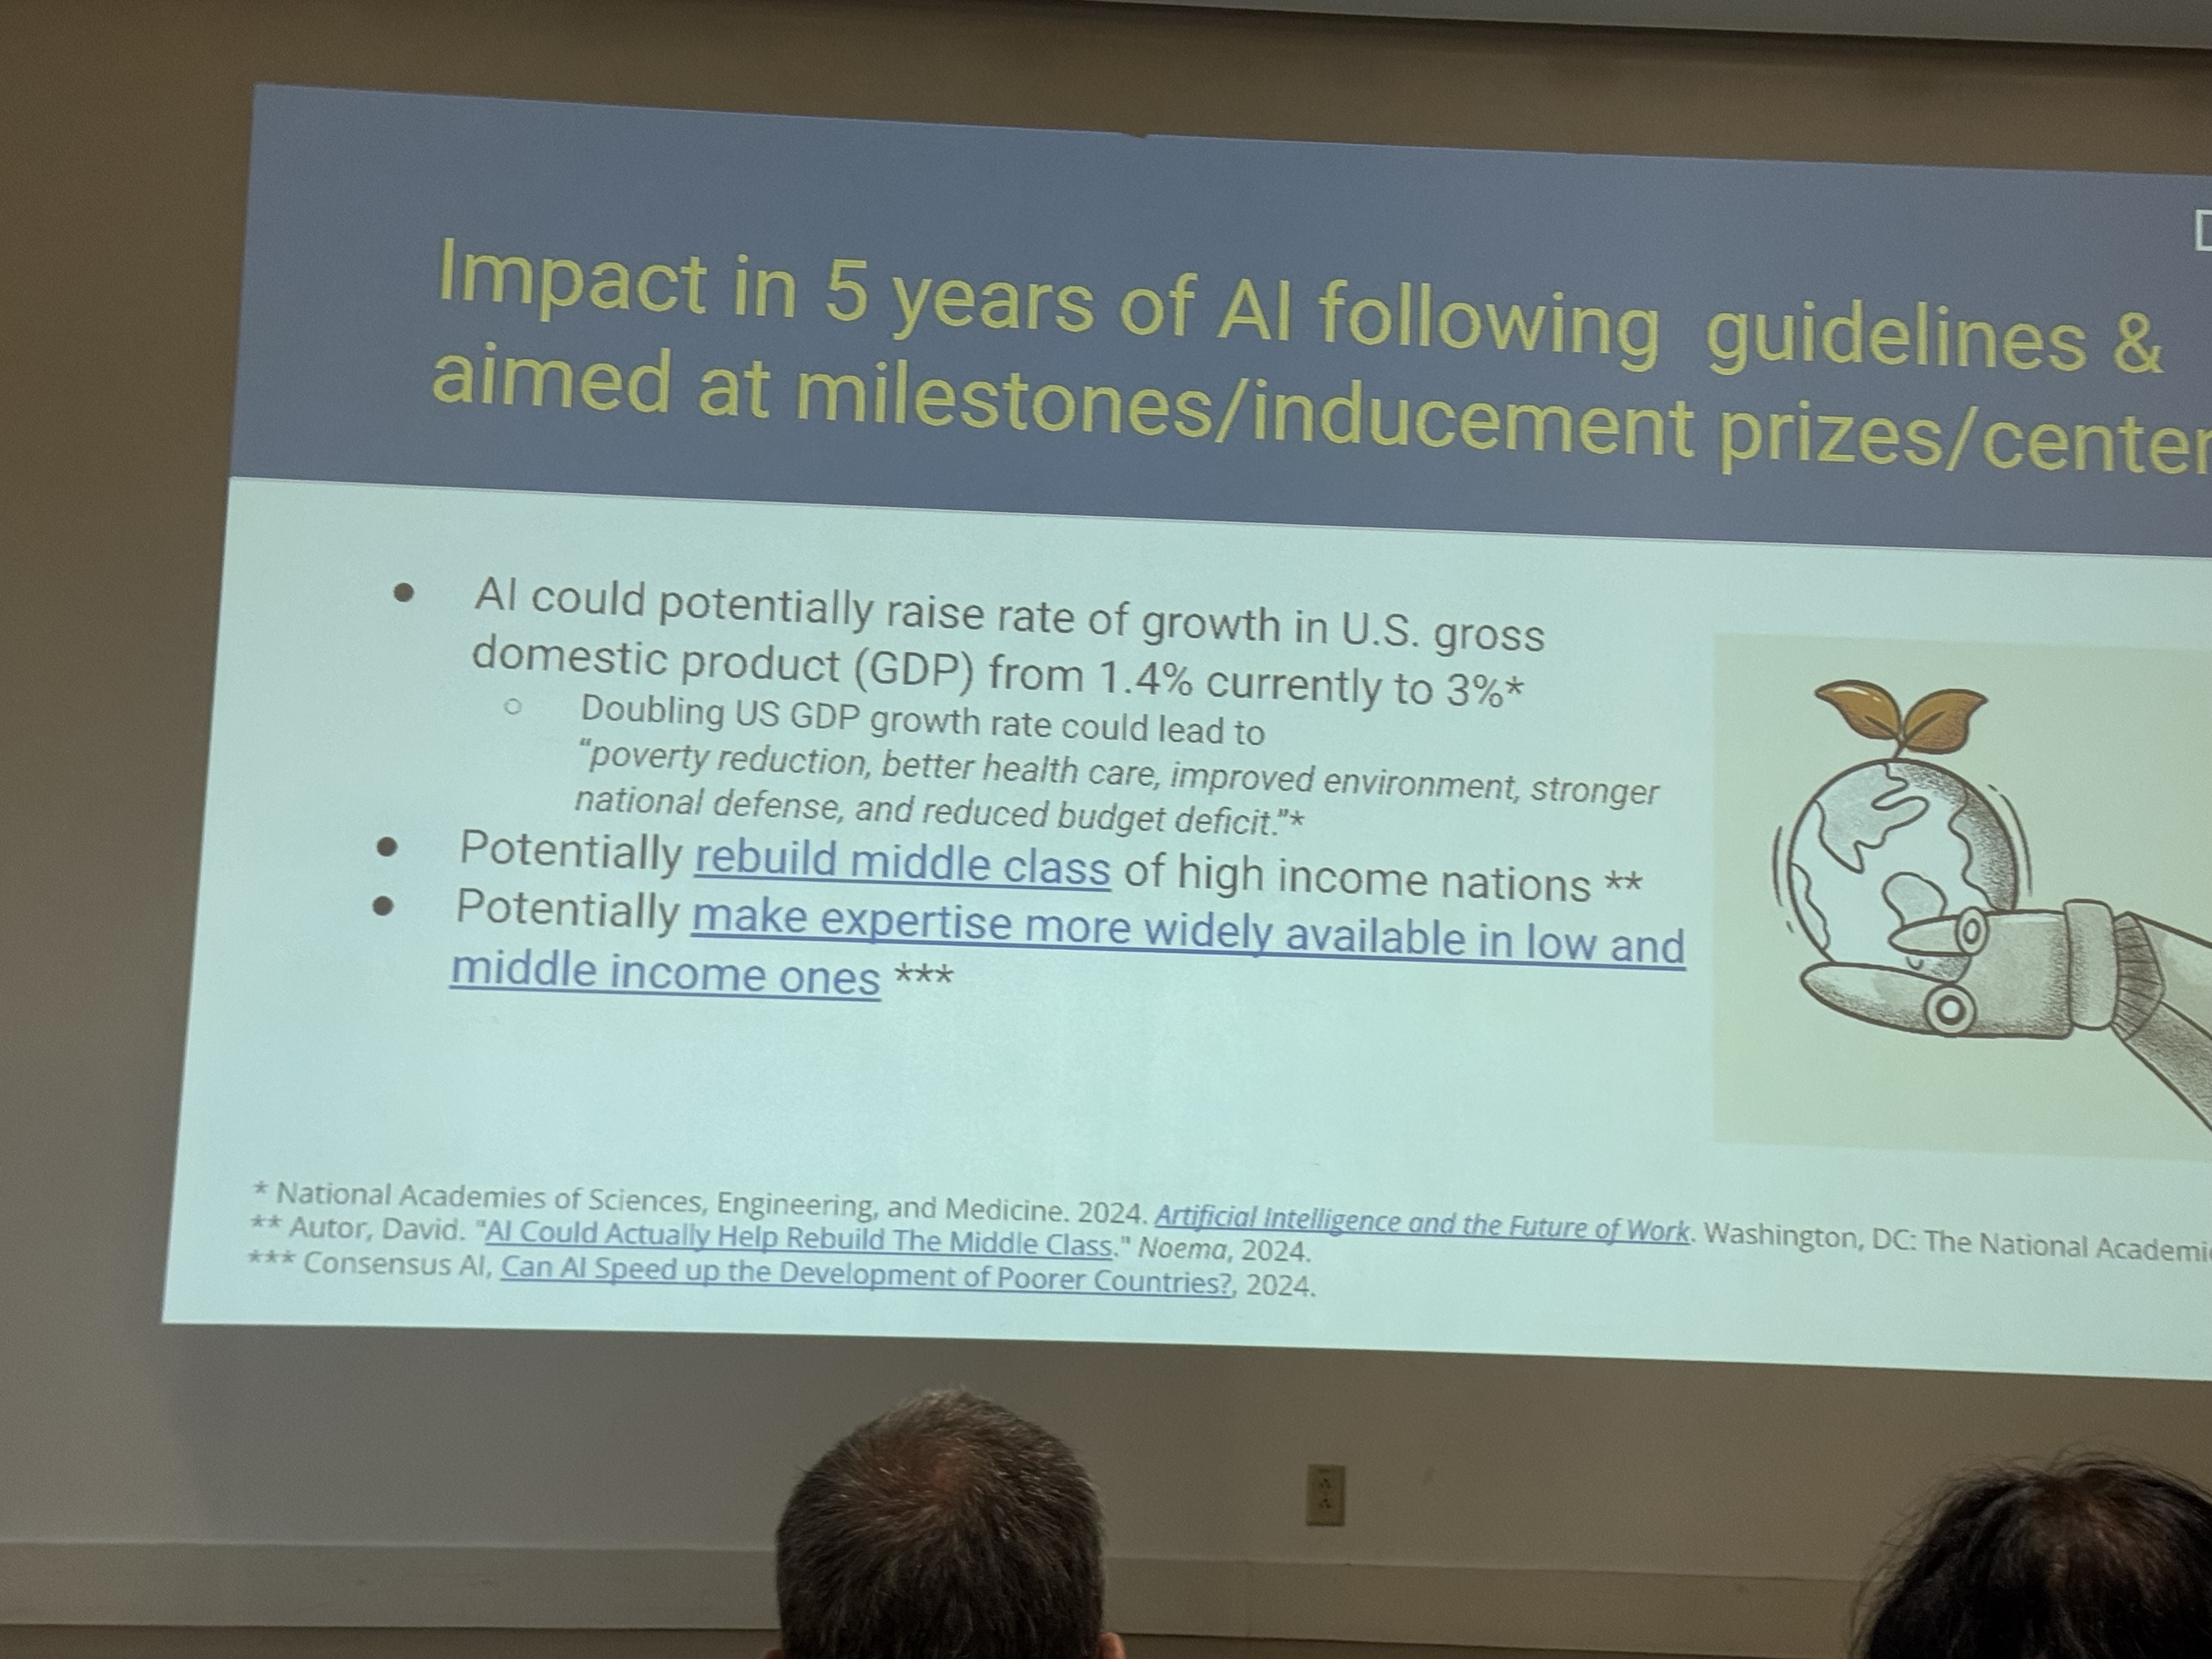 Impact in 5 years of AI following guidelines &
aimed at milestones/inducement prizes/center
● AI could potentially raise rate of growth in U.S. gross
domestic product (GDP) from 1.4% currently to 3%*
○ Doubling US GDP growth rate could lead to
“poverty reduction, better health care, improved environment, stronger
national defense, and reduced budget deficit.”*
● Potentially rebuild middle class of high income nations **
● Potentially make expertise more widely available in low and
middle income ones ***
* National Academies of Sciences, Engineering, and Medicine. 2024. Artificial Intelligence and the Future of Work. Washington, DC: The National Academi
** Autor, David. "AI Could Actually Help Rebuild The Middle Class." Noema, 2024.
*** Consensus AI, Can AI Speed up the Development of Poorer Countries?, 2024.